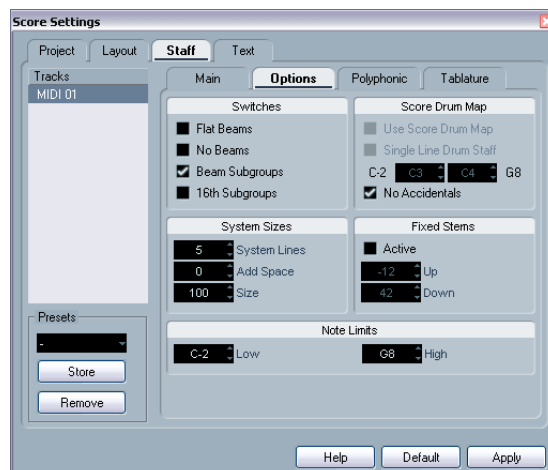 Score Settings
Project Layout Staff Text
Tracks
MIDI 01
Main Options Polyphonic Tablature
Switches
Flat Beams
No Beams
Beam Subgroups
16th Subgroups
Score Drum Map
Use Score Drum Map
Single Line Drum Staff
C-2 C3 C4 G8
No Accidentals
System Sizes
5 System Lines
0 Add Space
100 Size
Fixed Stems
Active
-12 Up
42 Down
Presets
-
Store
Remove
Note Limits
C-2 Low G8 High
Help Default Apply